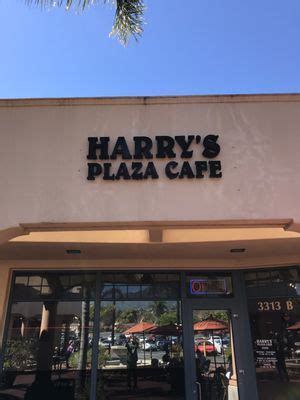 HARRY'S
PLAZA CAFE
OPEN
3313 B